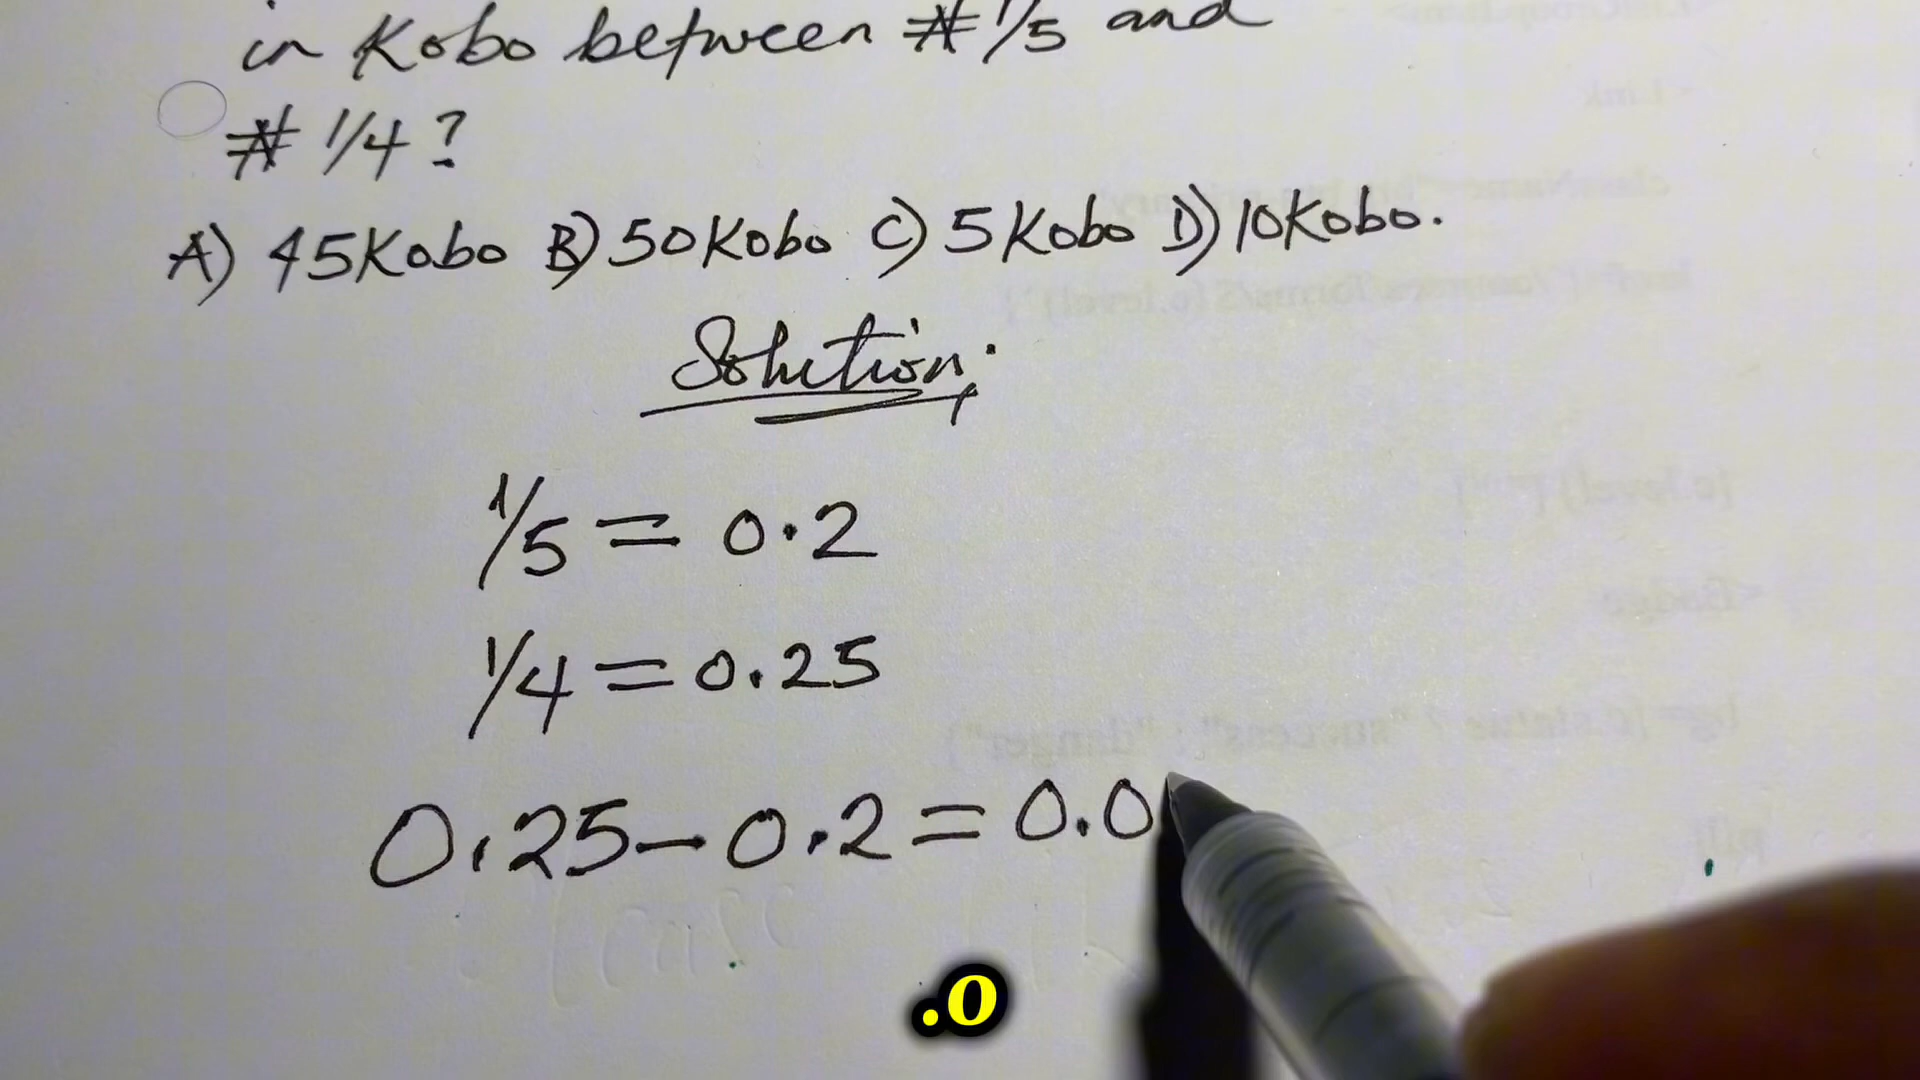 in Kobo between ₦ 1/5 and
₦ 1/4 ?
A) 45Kobo B) 50Kobo C) 5Kobo D) 10Kobo.
Solution:
1/5 = 0.2
1/4 = 0.25
0.25 - 0.2 = 0.0
.0